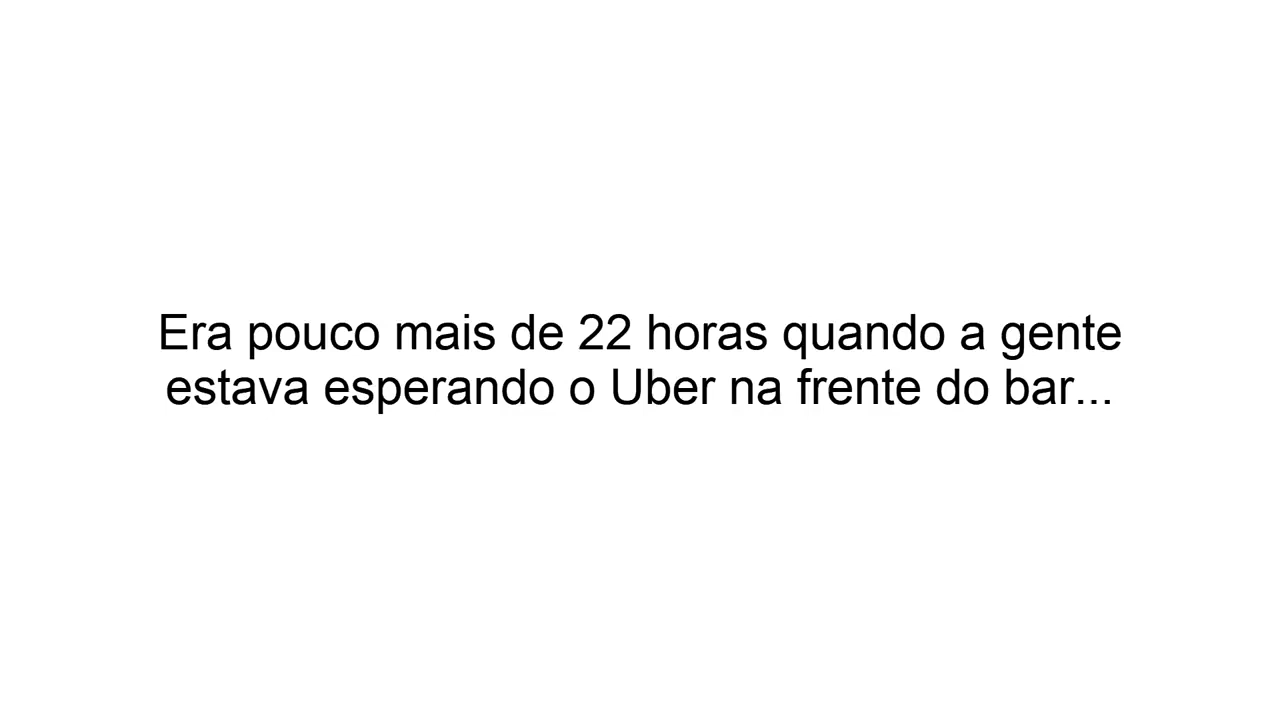 Era pouco mais de 22 horas quando a gente
estava esperando o Uber na frente do bar...